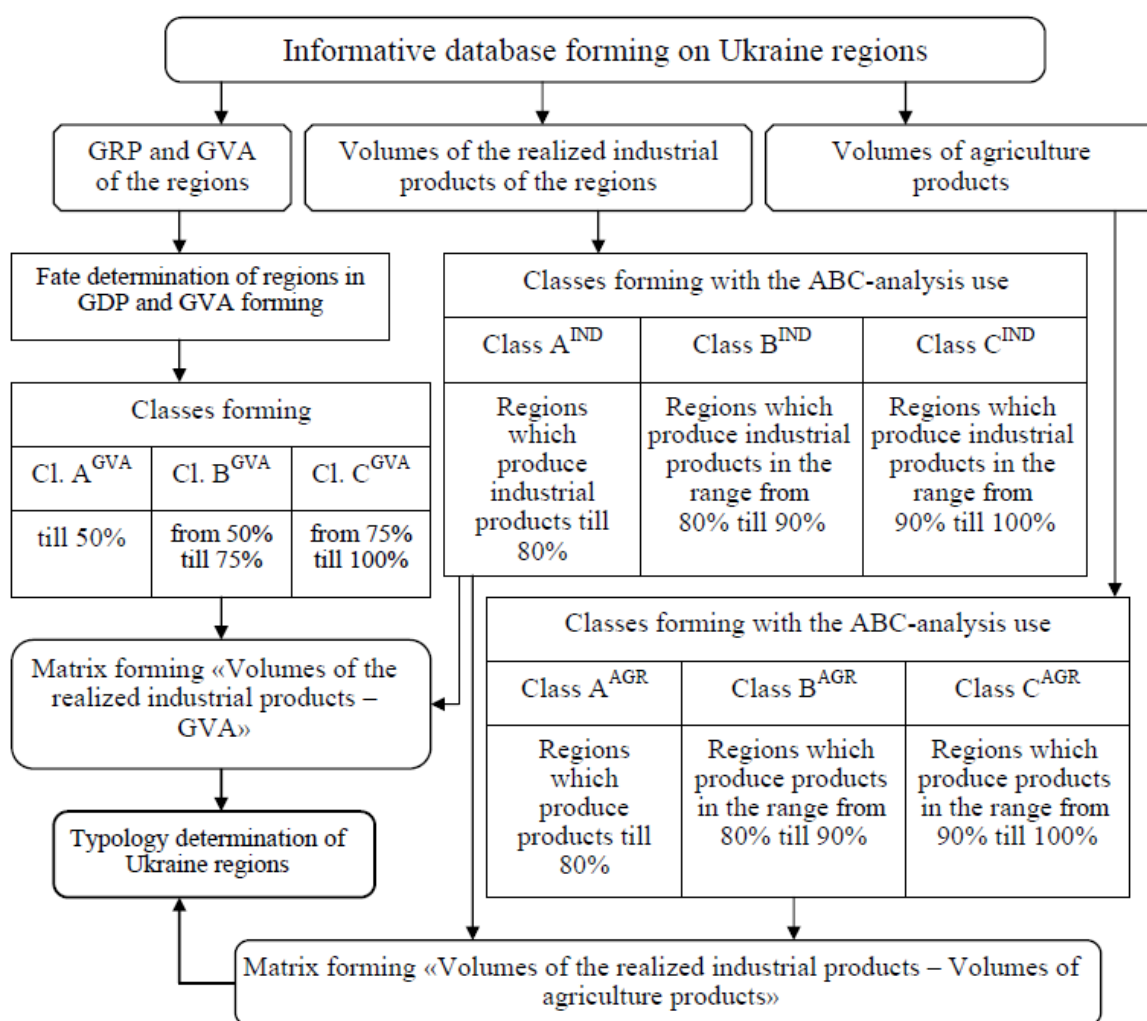 Informative database forming on Ukraine regions
GRP and GVA
of the regions
Volumes of the realized industrial
products of the regions
Volumes of agriculture
products
Fate determination of regions in
GDP and GVA forming
Classes forming with the ABC-analysis use
Class A^IND
Class B^IND
Class C^IND
Regions
which
produce
industrial
products till
80%
Regions which
produce industrial
products in the
range from
80% till 90%
Regions which
produce industrial
products in the
range from
90% till 100%
Classes forming
Cl. A^GVA
Cl. B^GVA
Cl. C^GVA
till 50%
from 50%
till 75%
from 75%
till 100%
Classes forming with the ABC-analysis use
Class A^AGR
Class B^AGR
Class C^AGR
Regions
which
produce
products till
80%
Regions which
produce products
in the range from
80% till 90%
Regions which
produce products
in the range from
90% till 100%
Matrix forming «Volumes of the
realized industrial products –
GVA»
Typology determination of
Ukraine regions
Matrix forming «Volumes of the realized industrial products – Volumes of
agriculture products»